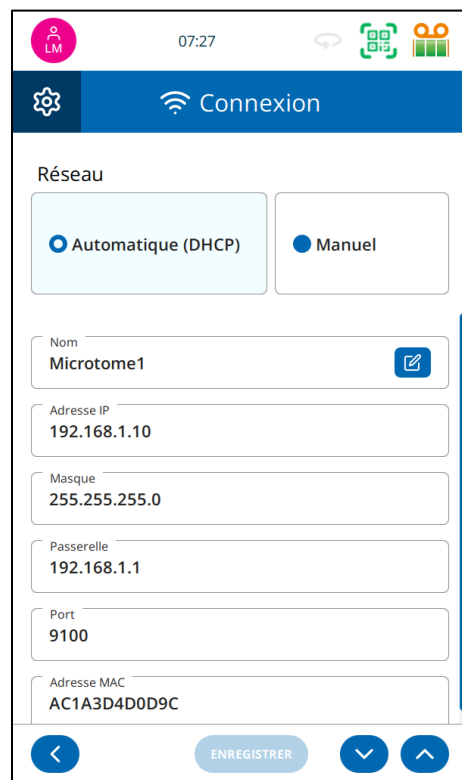 LM
07:27
Connexion
Réseau
Automatique (DHCP)
Manuel
Nom
Microtome1
Adresse IP
192.168.1.10
Masque
255.255.255.0
Passerelle
192.168.1.1
Port
9100
Adresse MAC
AC1A3D4D0D9C
ENREGISTRER